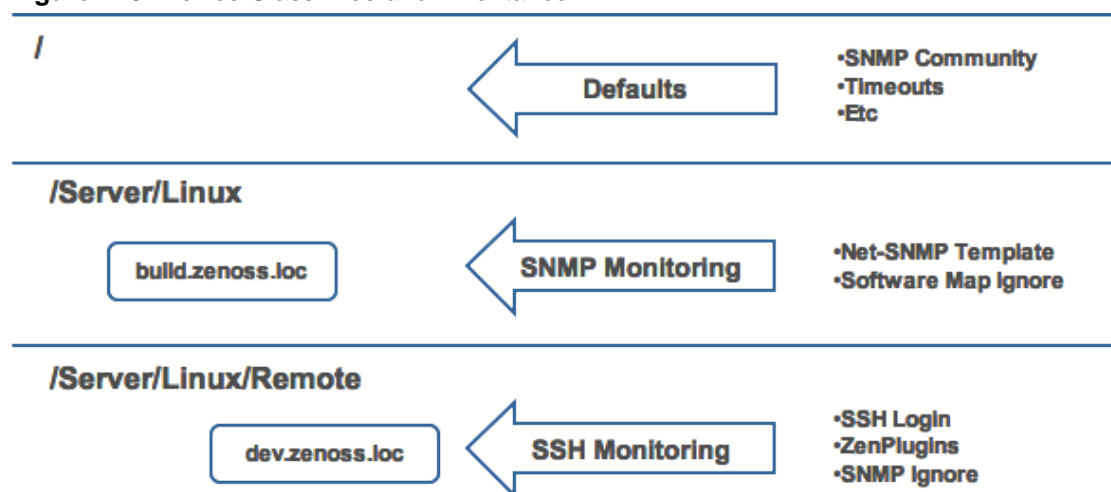 /
Defaults
•SNMP Community
•Timeouts
•Etc
/Server/Linux
build.zenoss.loc
SNMP Monitoring
•Net-SNMP Template
•Software Map Ignore
/Server/Linux/Remote
dev.zenoss.loc
SSH Monitoring
•SSH Login
•ZenPlugins
•SNMP Ignore